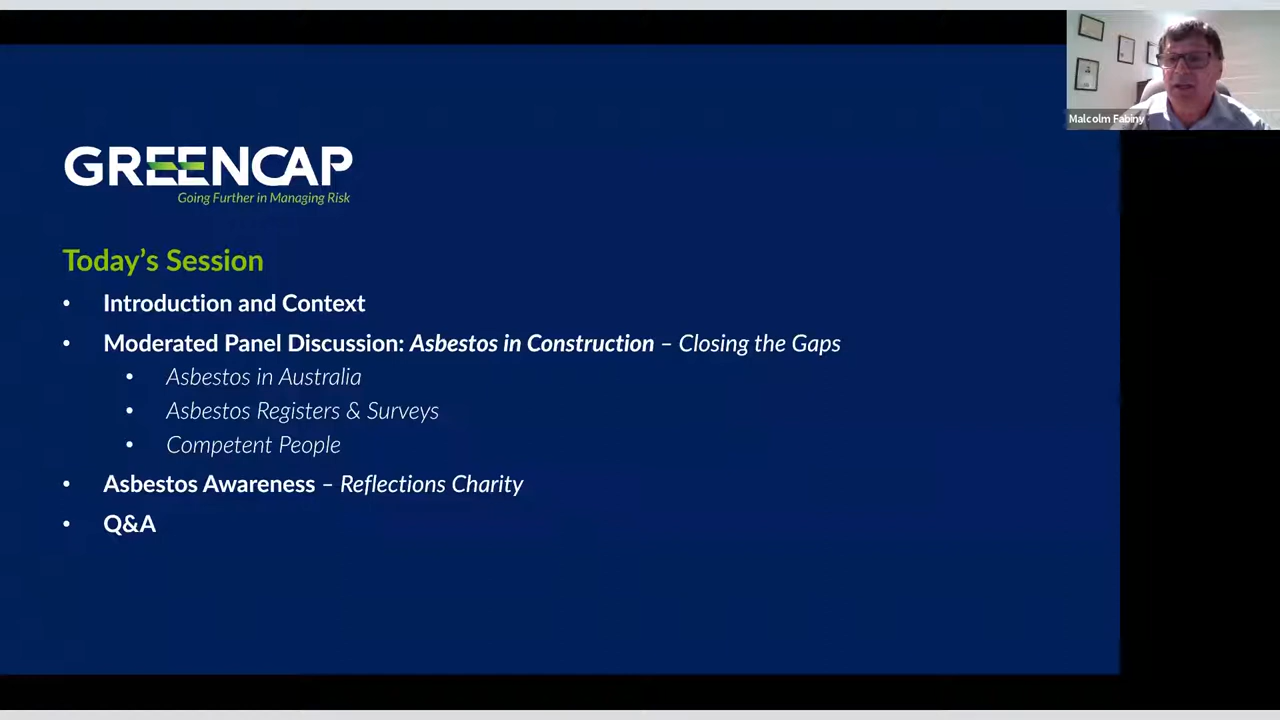 Malcolm Fabiny
GREENCAP
Going Further in Managing Risk
Today’s Session
• Introduction and Context
• Moderated Panel Discussion: Asbestos in Construction – Closing the Gaps
• Asbestos in Australia
• Asbestos Registers & Surveys
• Competent People
• Asbestos Awareness – Reflections Charity
• Q&A